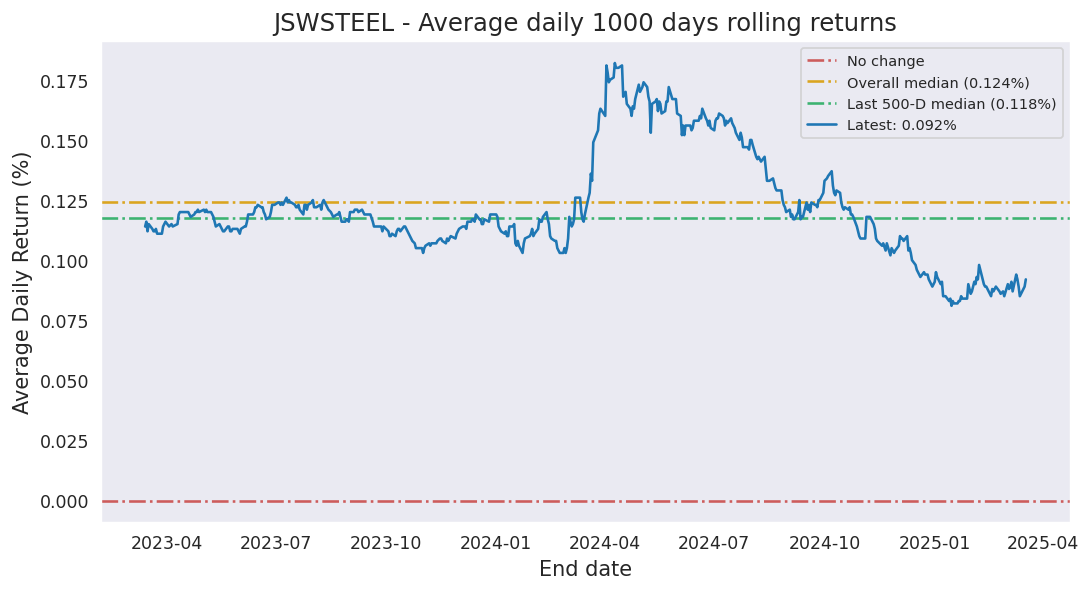 JSWSTEEL - Average daily 1000 days rolling returns
No change
Overall median (0.124%)
Last 500-D median (0.118%)
Latest: 0.092%
Average Daily Return (%)
0.175
0.150
0.125
0.100
0.075
0.050
0.025
0.000
2023-04 2023-07 2023-10 2024-01 2024-04 2024-07 2024-10 2025-01 2025-04
End date